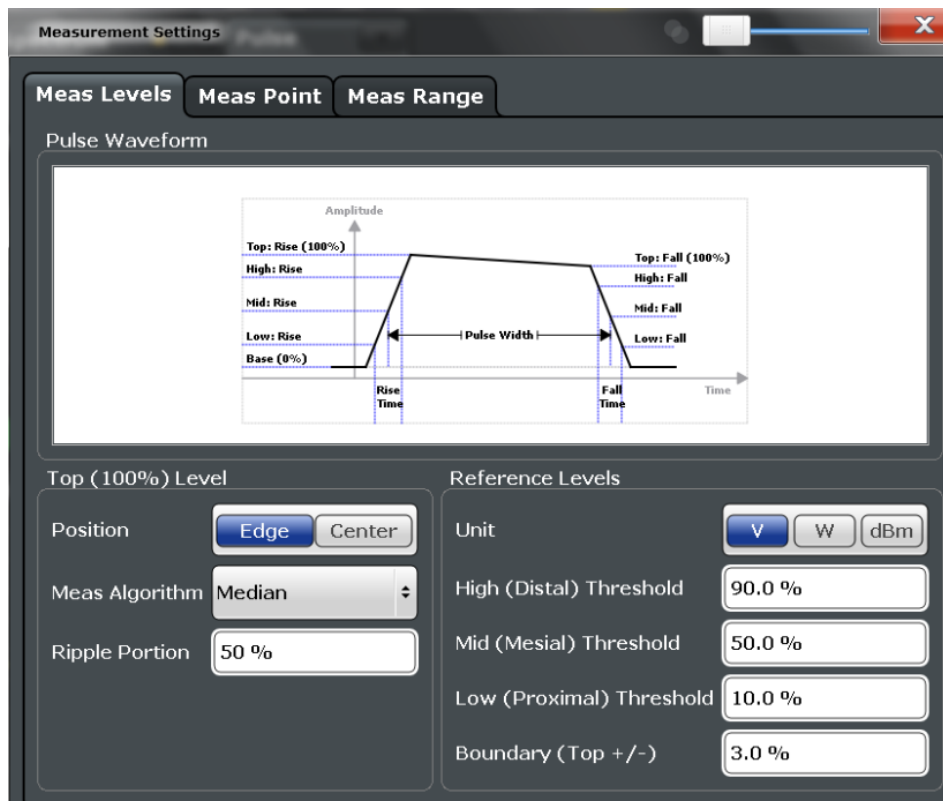 Measurement Settings
Meas Levels Meas Point Meas Range
Pulse Waveform
Amplitude
Top: Rise (100%)
High: Rise
Mid: Rise
Low: Rise
Base (0%)
Pulse Width
Top: Fall (100%)
High: Fall
Mid: Fall
Low: Fall
Rise
Time
Fall
Time
Time
Top (100%) Level
Position Edge Center
Meas Algorithm Median
Ripple Portion 50 %
Reference Levels
Unit V W dBm
High (Distal) Threshold 90.0 %
Mid (Mesial) Threshold 50.0 %
Low (Proximal) Threshold 10.0 %
Boundary (Top +/-) 3.0 %